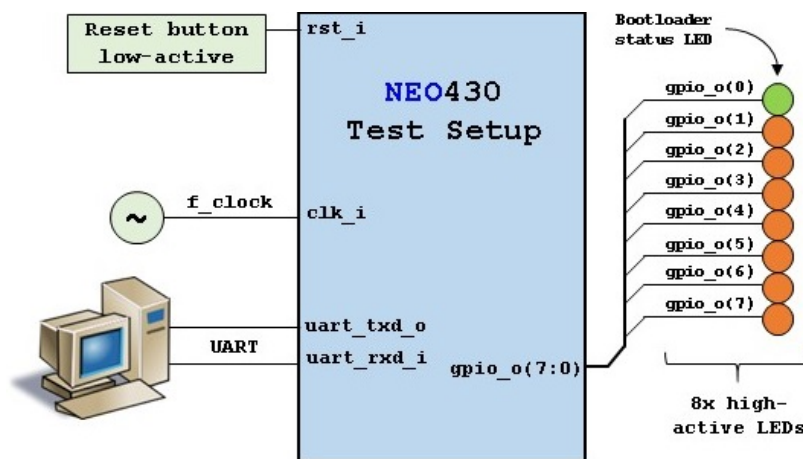 Reset button
low-active
rst_i
NEO430
Test Setup
f_clock
~
clk_i
UART
uart_txd_o
uart_rxd_i
gpio_o(7:0)
Bootloader
status LED
gpio_o(0)
gpio_o(1)
gpio_o(2)
gpio_o(3)
gpio_o(4)
gpio_o(5)
gpio_o(6)
gpio_o(7)
8x high-
active LEDs